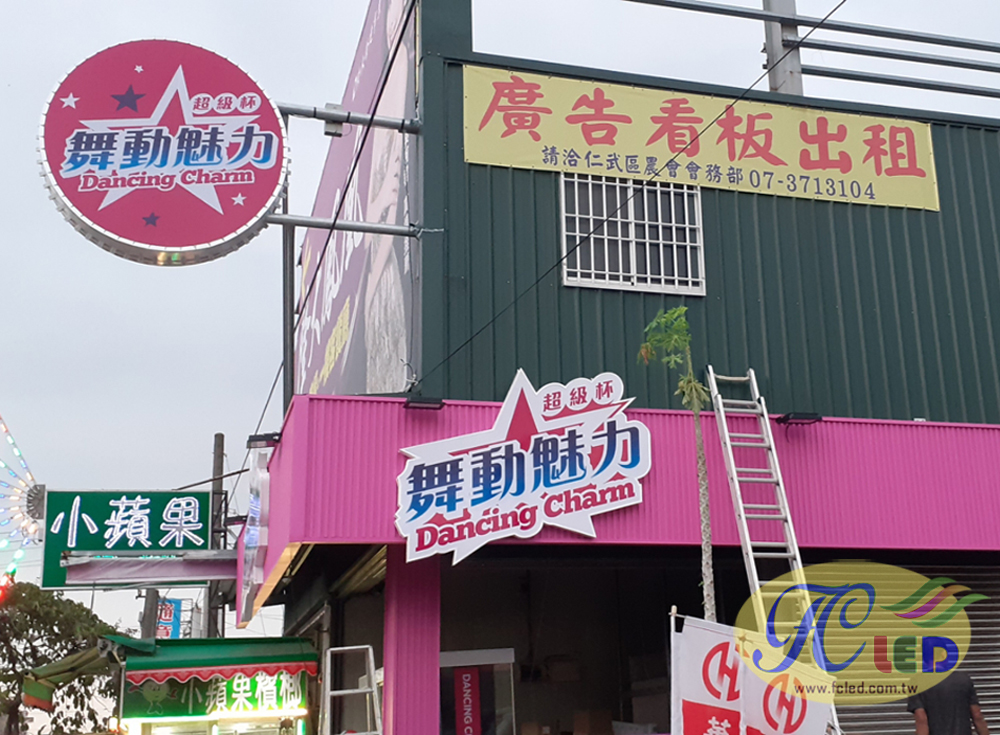 超級杯
舞動魅力
Dancing Charm
廣告看板出租
請洽仁武區農會會務部 07-3713104
超級杯
舞動魅力
Dancing Charm
小蘋果
小蘋果檳榔
DANCING CHARM
FC LED
www.fcled.com.tw